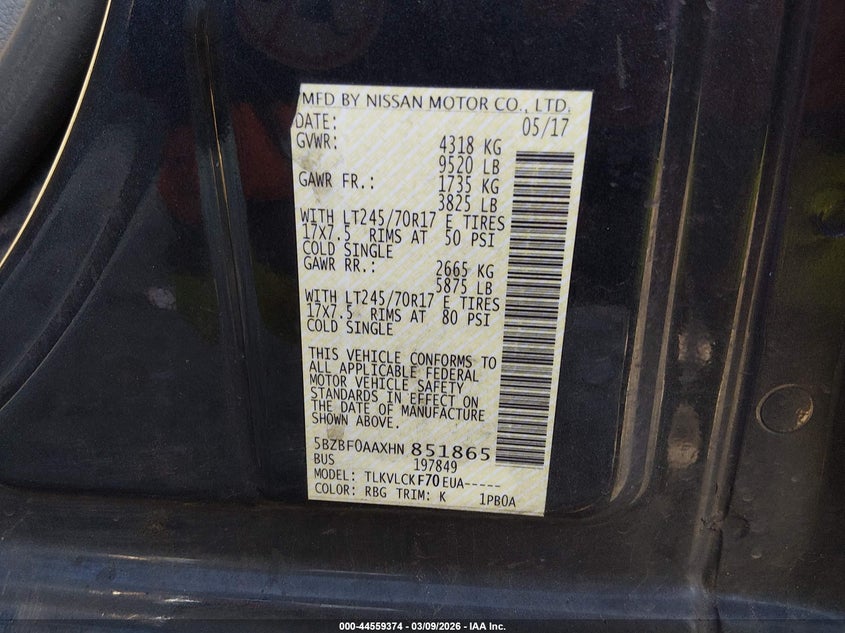 MFD BY NISSAN MOTOR CO., LTD.
DATE: 05/17
GVWR: 4318 KG
9520 LB
GAWR FR.: 1735 KG
3825 LB
WITH LT245/70R17 E TIRES
17X7.5 RIMS AT 50 PSI
COLD SINGLE
GAWR RR.: 2665 KG
5875 LB
WITH LT245/70R17 E TIRES
17X7.5 RIMS AT 80 PSI
COLD SINGLE
THIS VEHICLE CONFORMS TO
ALL APPLICABLE FEDERAL
MOTOR VEHICLE SAFETY
STANDARDS IN EFFECT ON
THE DATE OF MANUFACTURE
SHOWN ABOVE.
5BZBF0AAXHN 851865
BUS 197849
MODEL: TLKVLCKF70EUA-----
COLOR: RBG TRIM: K 1PB0A
000-44559374 | 03/09/2026 - IAA Inc.